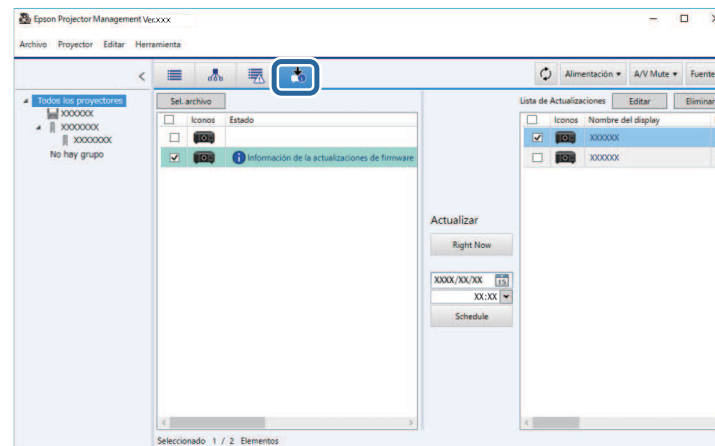 Epson Projector Management Ver.xxx
Archivo Proyector Editar Herramienta
Alimentación A/V Mute Fuente
Todos los proyectores
XXXXXX
XXXXXXX
XXXXXXX
No hay grupo
Sel. archivo
Iconos Estado
Información de la actualizaciones de firmware
Actualizar
Right Now
XXXX/XX/XX 15
XX:XX
Schedule
Lista de Actualizaciones Editar Eliminar
Iconos Nombre del display
XXXXXX
XXXXXX
Seleccionado 1 / 2 Elementos